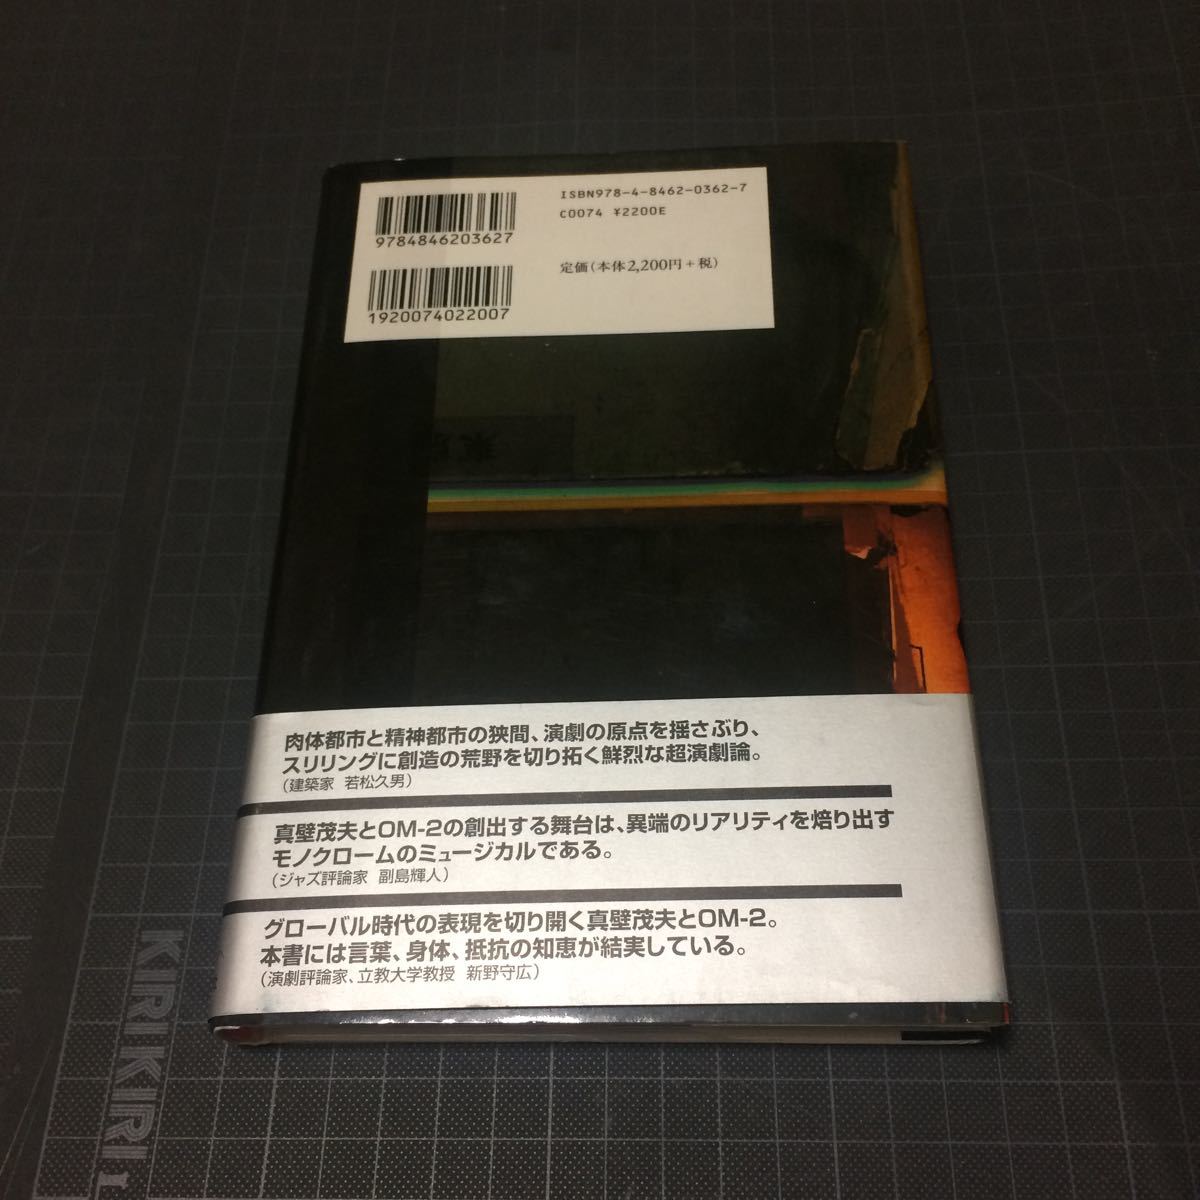 ISBN978-4-8462-0362-7
C0074 ¥2200E
9784846203627
定価(本体2,200円+税)
1920074022007
肉体都市と精神都市の狭間、演劇の原点を揺さぶり、
スリリングに創造の荒野を切り拓く鮮烈な超演劇論。
(建築家 若松久男)
真壁茂夫とOM-2の創出する舞台は、異端のリアリティを焙り出す
モノクロームのミュージカルである。
(ジャズ評論家 副島輝人)
グローバル時代の表現を切り開く真壁茂夫とOM-2。
本書には言葉、身体、抵抗の知恵が結実している。
(演劇評論家、立教大学教授 新野守広)
KIRI KIRI I